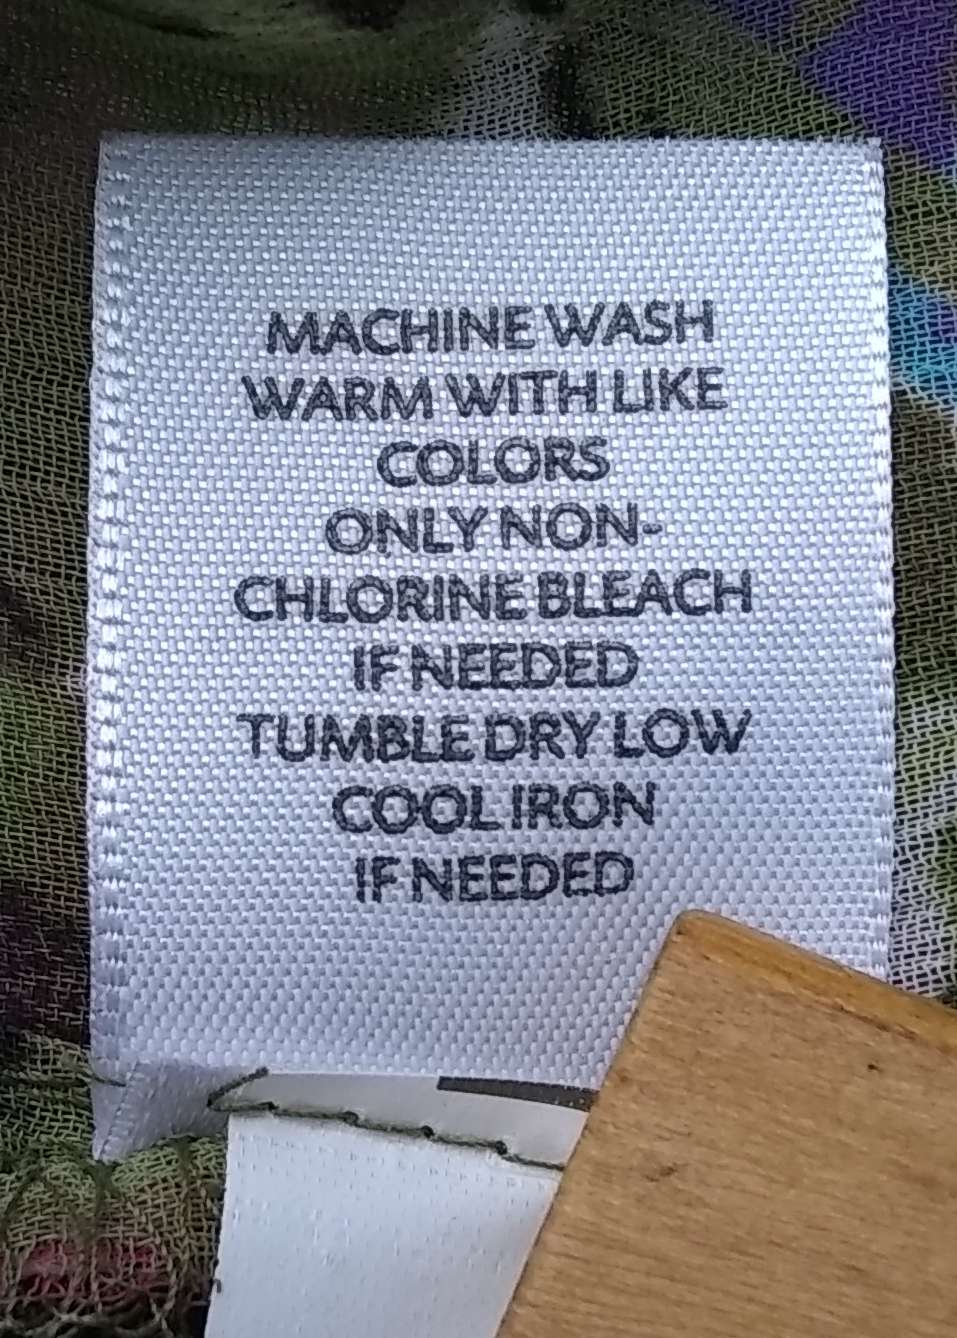 MACHINE WASH
WARM WITH LIKE
COLORS
ONLY NON-
CHLORINE BLEACH
IF NEEDED
TUMBLE DRY LOW
COOL IRON
IF NEEDED